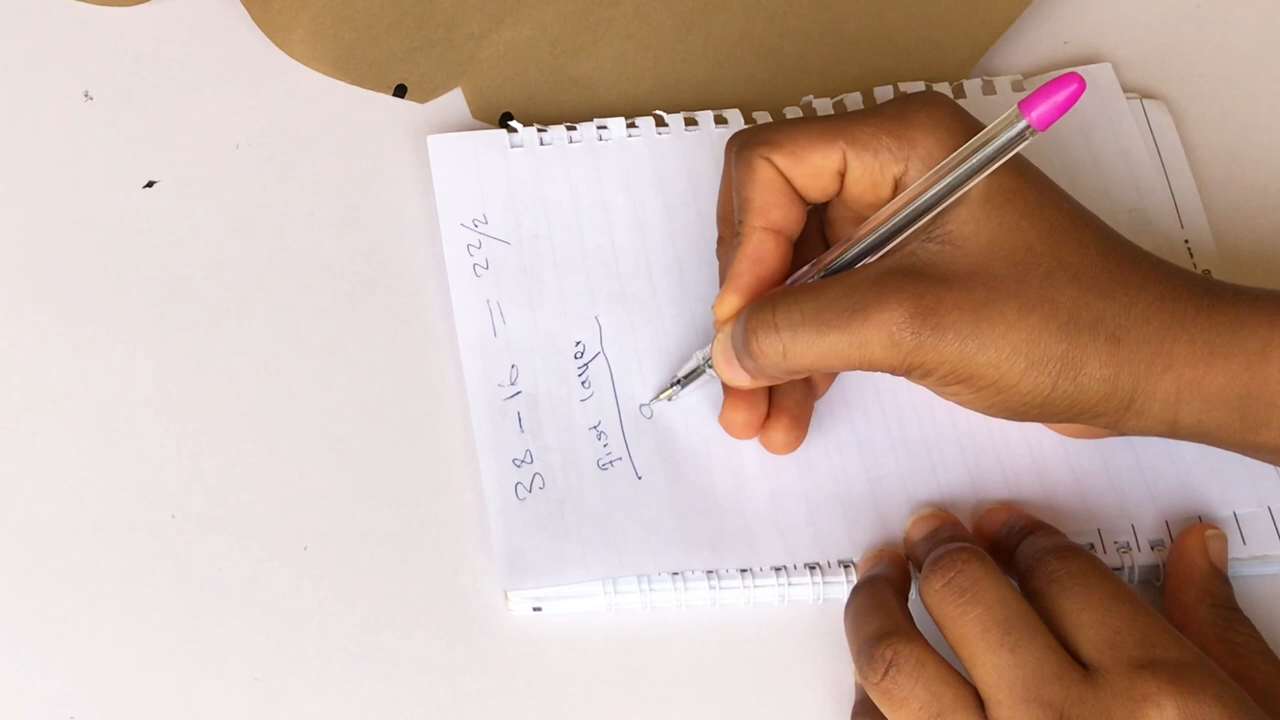 38 - 16 = 22/2
First layer